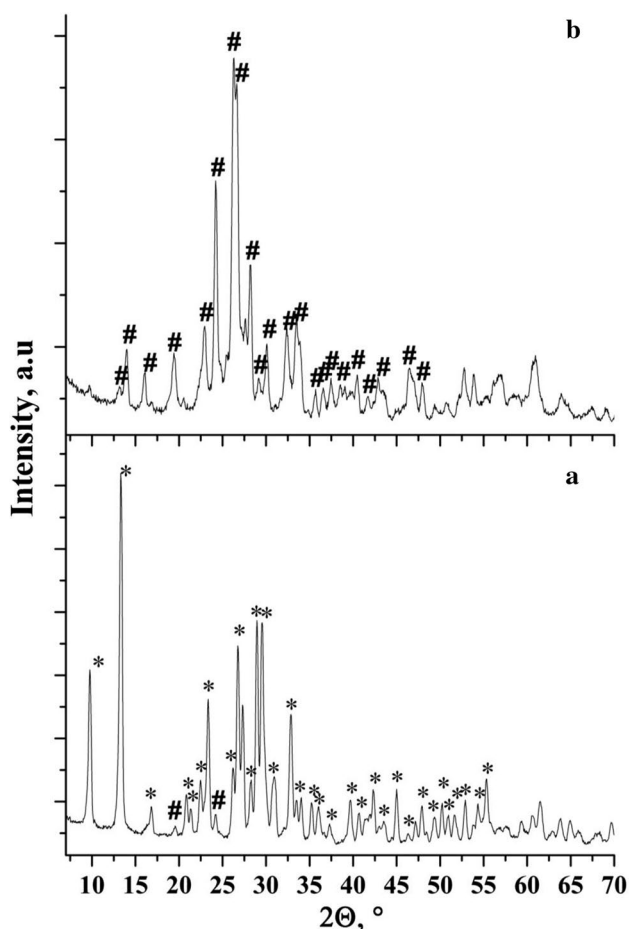 b
# # # # # # # # # # # # # # # # # # # # # # # #
Intensity, a.u
a
* * * # * * * * # * * * * * * * * * * * * * * * * * * * * * * * * *
10 15 20 25 30 35 40 45 50 55 60 65 70
2Θ, °